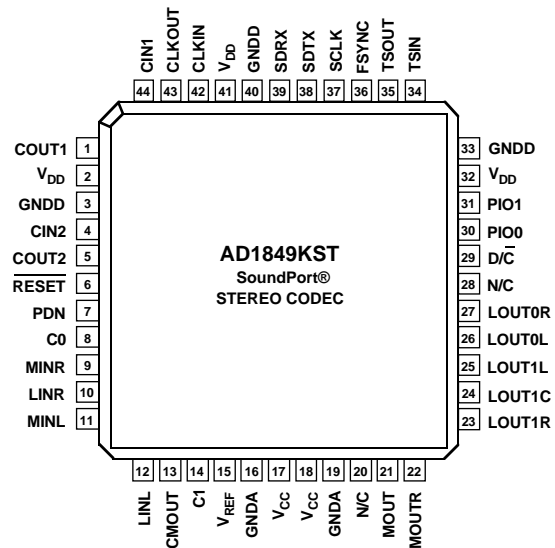 CIN1 CLKOUT CLKIN VDD GNDD SDRX SDTX SCLK FSYNC TSOUT TSIN
44 43 42 41 40 39 38 37 36 35 34
COUT1 1
VDD 2
GNDD 3
CIN2 4
COUT2 5
RESET 6
PDN 7
C0 8
MINR 9
LINR 10
MINL 11
AD1849KST
SoundPort®
STEREO CODEC
33 GNDD
32 VDD
31 PIO1
30 PIO0
29 D/C̅
28 N/C
27 LOUT0R
26 LOUT0L
25 LOUT1L
24 LOUT1C
23 LOUT1R
12 13 14 15 16 17 18 19 20 21 22
LINL CMOUT C1 VREF GNDA VCC VCC GNDA N/C MOUT MOUTR